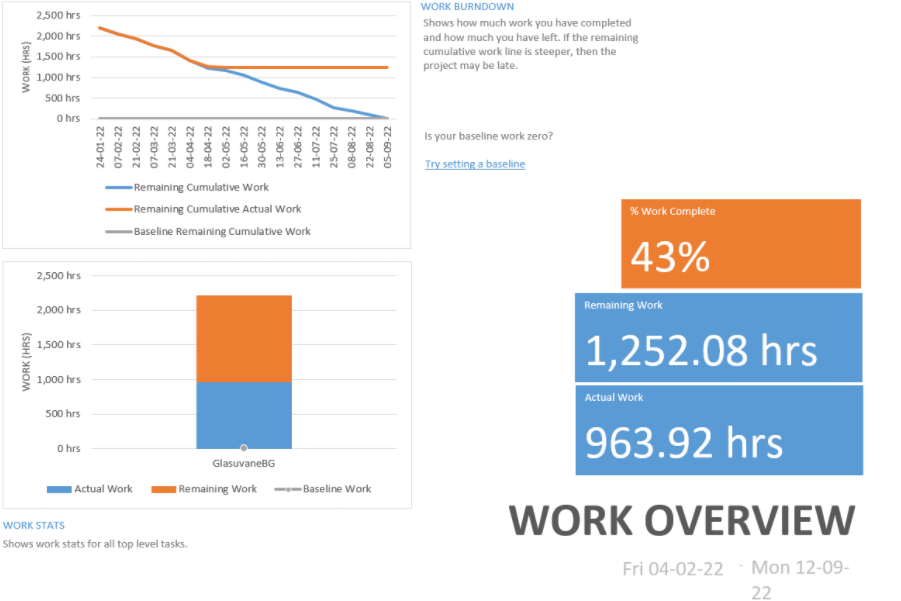 2,500 hrs
2,000 hrs
1,500 hrs
1,000 hrs
500 hrs
0 hrs
WORK (HRS)
24-01-22
07-02-22
21-02-22
07-03-22
21-03-22
04-04-22
18-04-22
02-05-22
16-05-22
30-05-22
13-06-22
27-06-22
11-07-22
25-07-22
08-08-22
22-08-22
05-09-22
Remaining Cumulative Work
Remaining Cumulative Actual Work
Baseline Remaining Cumulative Work
WORK BURNDOWN
Shows how much work you have completed
and how much you have left. If the remaining
cumulative work line is steeper, then the
project may be late.
Is your baseline work zero?
Try setting a baseline
% Work Complete
43%
Remaining Work
1,252.08 hrs
Actual Work
963.92 hrs
2,500 hrs
2,000 hrs
1,500 hrs
1,000 hrs
500 hrs
0 hrs
WORK (HRS)
GlasuvaneBG
Actual Work
Remaining Work
Baseline Work
WORK STATS
Shows work stats for all top level tasks.
WORK OVERVIEW
Fri 04-02-22 - Mon 12-09-
22